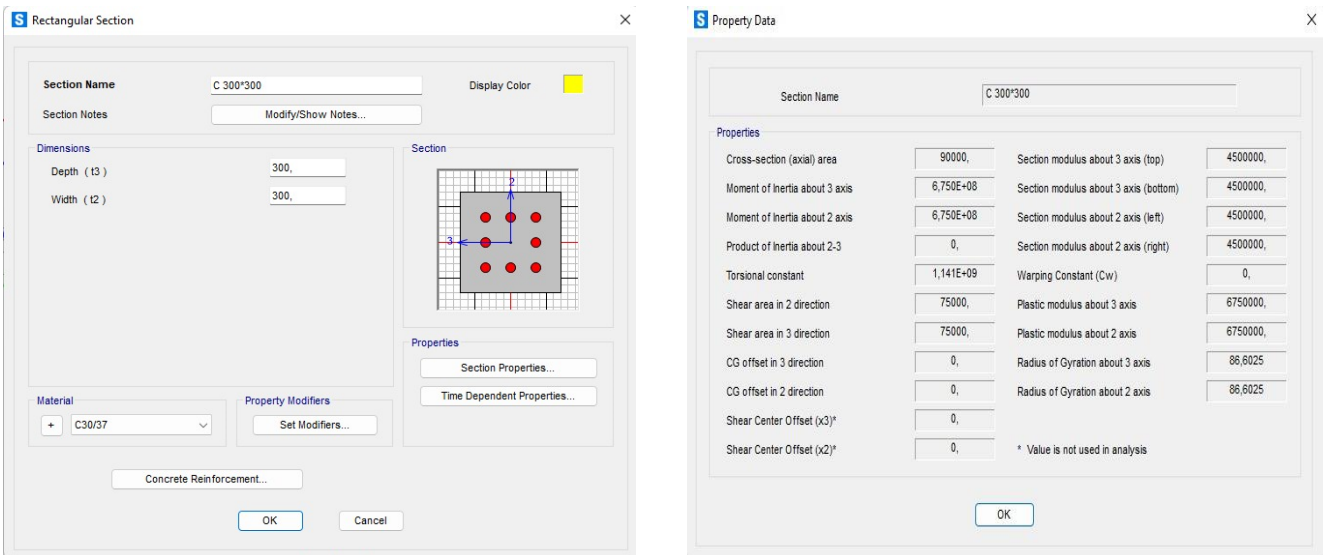 S Rectangular Section
Section Name C 300*300 Display Color
Section Notes Modify/Show Notes...
Dimensions
Depth ( t3 ) 300,
Width ( t2 ) 300,
Section
2
3
Properties
Section Properties...
Time Dependent Properties...
Material
+ C30/37
Property Modifiers
Set Modifiers...
Concrete Reinforcement...
OK Cancel
S Property Data
Section Name C 300*300
Properties
Cross-section (axial) area 90000, Section modulus about 3 axis (top) 4500000,
Moment of Inertia about 3 axis 6,750E+08 Section modulus about 3 axis (bottom) 4500000,
Moment of Inertia about 2 axis 6,750E+08 Section modulus about 2 axis (left) 4500000,
Product of Inertia about 2-3 0, Section modulus about 2 axis (right) 4500000,
Torsional constant 1,141E+09 Warping Constant (Cw) 0,
Shear area in 2 direction 75000, Plastic modulus about 3 axis 6750000,
Shear area in 3 direction 75000, Plastic modulus about 2 axis 6750000,
CG offset in 3 direction 0, Radius of Gyration about 3 axis 86,6025
CG offset in 2 direction 0, Radius of Gyration about 2 axis 86,6025
Shear Center Offset (x3)* 0,
Shear Center Offset (x2)* 0, * Value is not used in analysis
OK